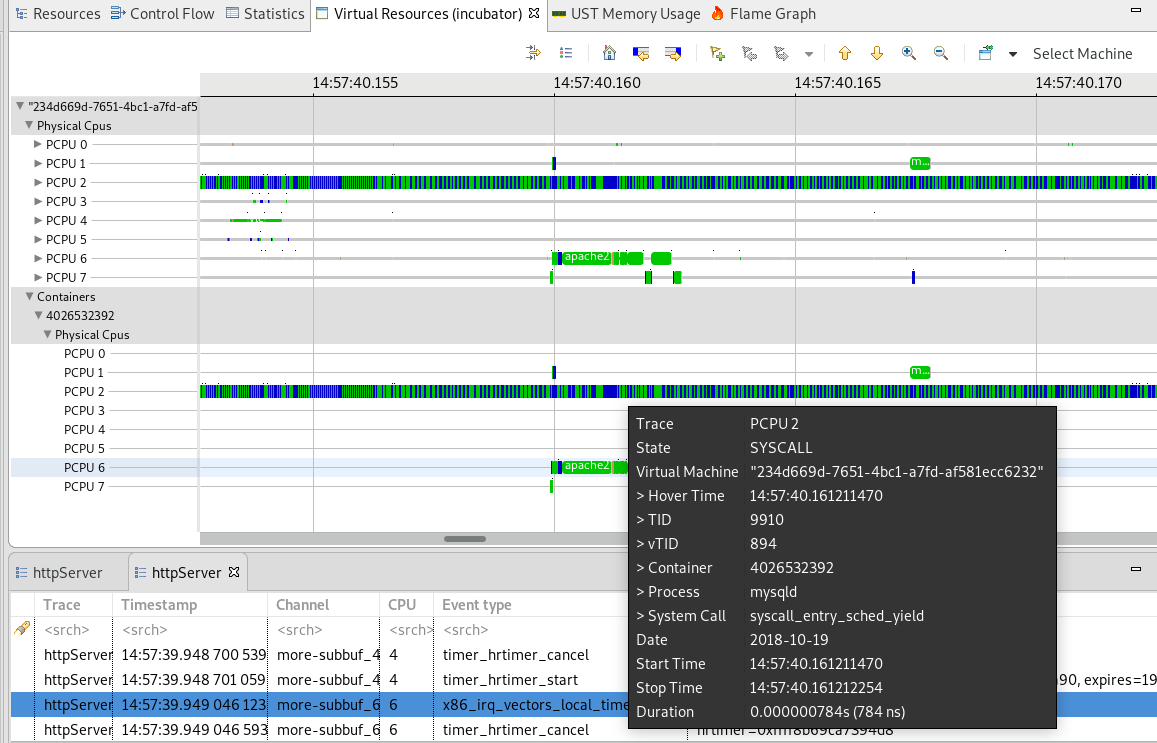 Resources Control Flow Statistics Virtual Resources (incubator) UST Memory Usage Flame Graph
Select Machine
14:57:40.155 14:57:40.160 14:57:40.165 14:57:40.170
"234d669d-7651-4bc1-a7fd-af5
Physical Cpus
PCPU 0
PCPU 1 m...
PCPU 2
PCPU 3
PCPU 4
PCPU 5
PCPU 6 apache2
PCPU 7
Containers
4026532392
Physical Cpus
PCPU 0
PCPU 1 m...
PCPU 2
PCPU 3
PCPU 4
PCPU 5
PCPU 6 apache2
PCPU 7
Trace PCPU 2
State SYSCALL
Virtual Machine "234d669d-7651-4bc1-a7fd-af581ecc6232"
> Hover Time 14:57:40.161211470
> TID 9910
> vTID 894
> Container 4026532392
> Process mysqld
> System Call syscall_entry_sched_yield
Date 2018-10-19
Start Time 14:57:40.161211470
Stop Time 14:57:40.161212254
Duration 0.000000784s (784 ns)
httpServer httpServer
Trace Timestamp Channel CPU Event type
<srch> <srch> <srch> <srch> <srch>
httpServer 14:57:39.948 700 539 more-subbuf_4 4 timer_hrtimer_cancel
httpServer 14:57:39.948 701 059 more-subbuf_4 4 timer_hrtimer_start a90, expires=19
httpServer 14:57:39.949 046 123 more-subbuf_6 6 x86_irq_vectors_local_time
httpServer 14:57:39.949 046 593 more-subbuf_6 6 timer_hrtimer_cancel hrtimer=0xffff8b69ca7394d8